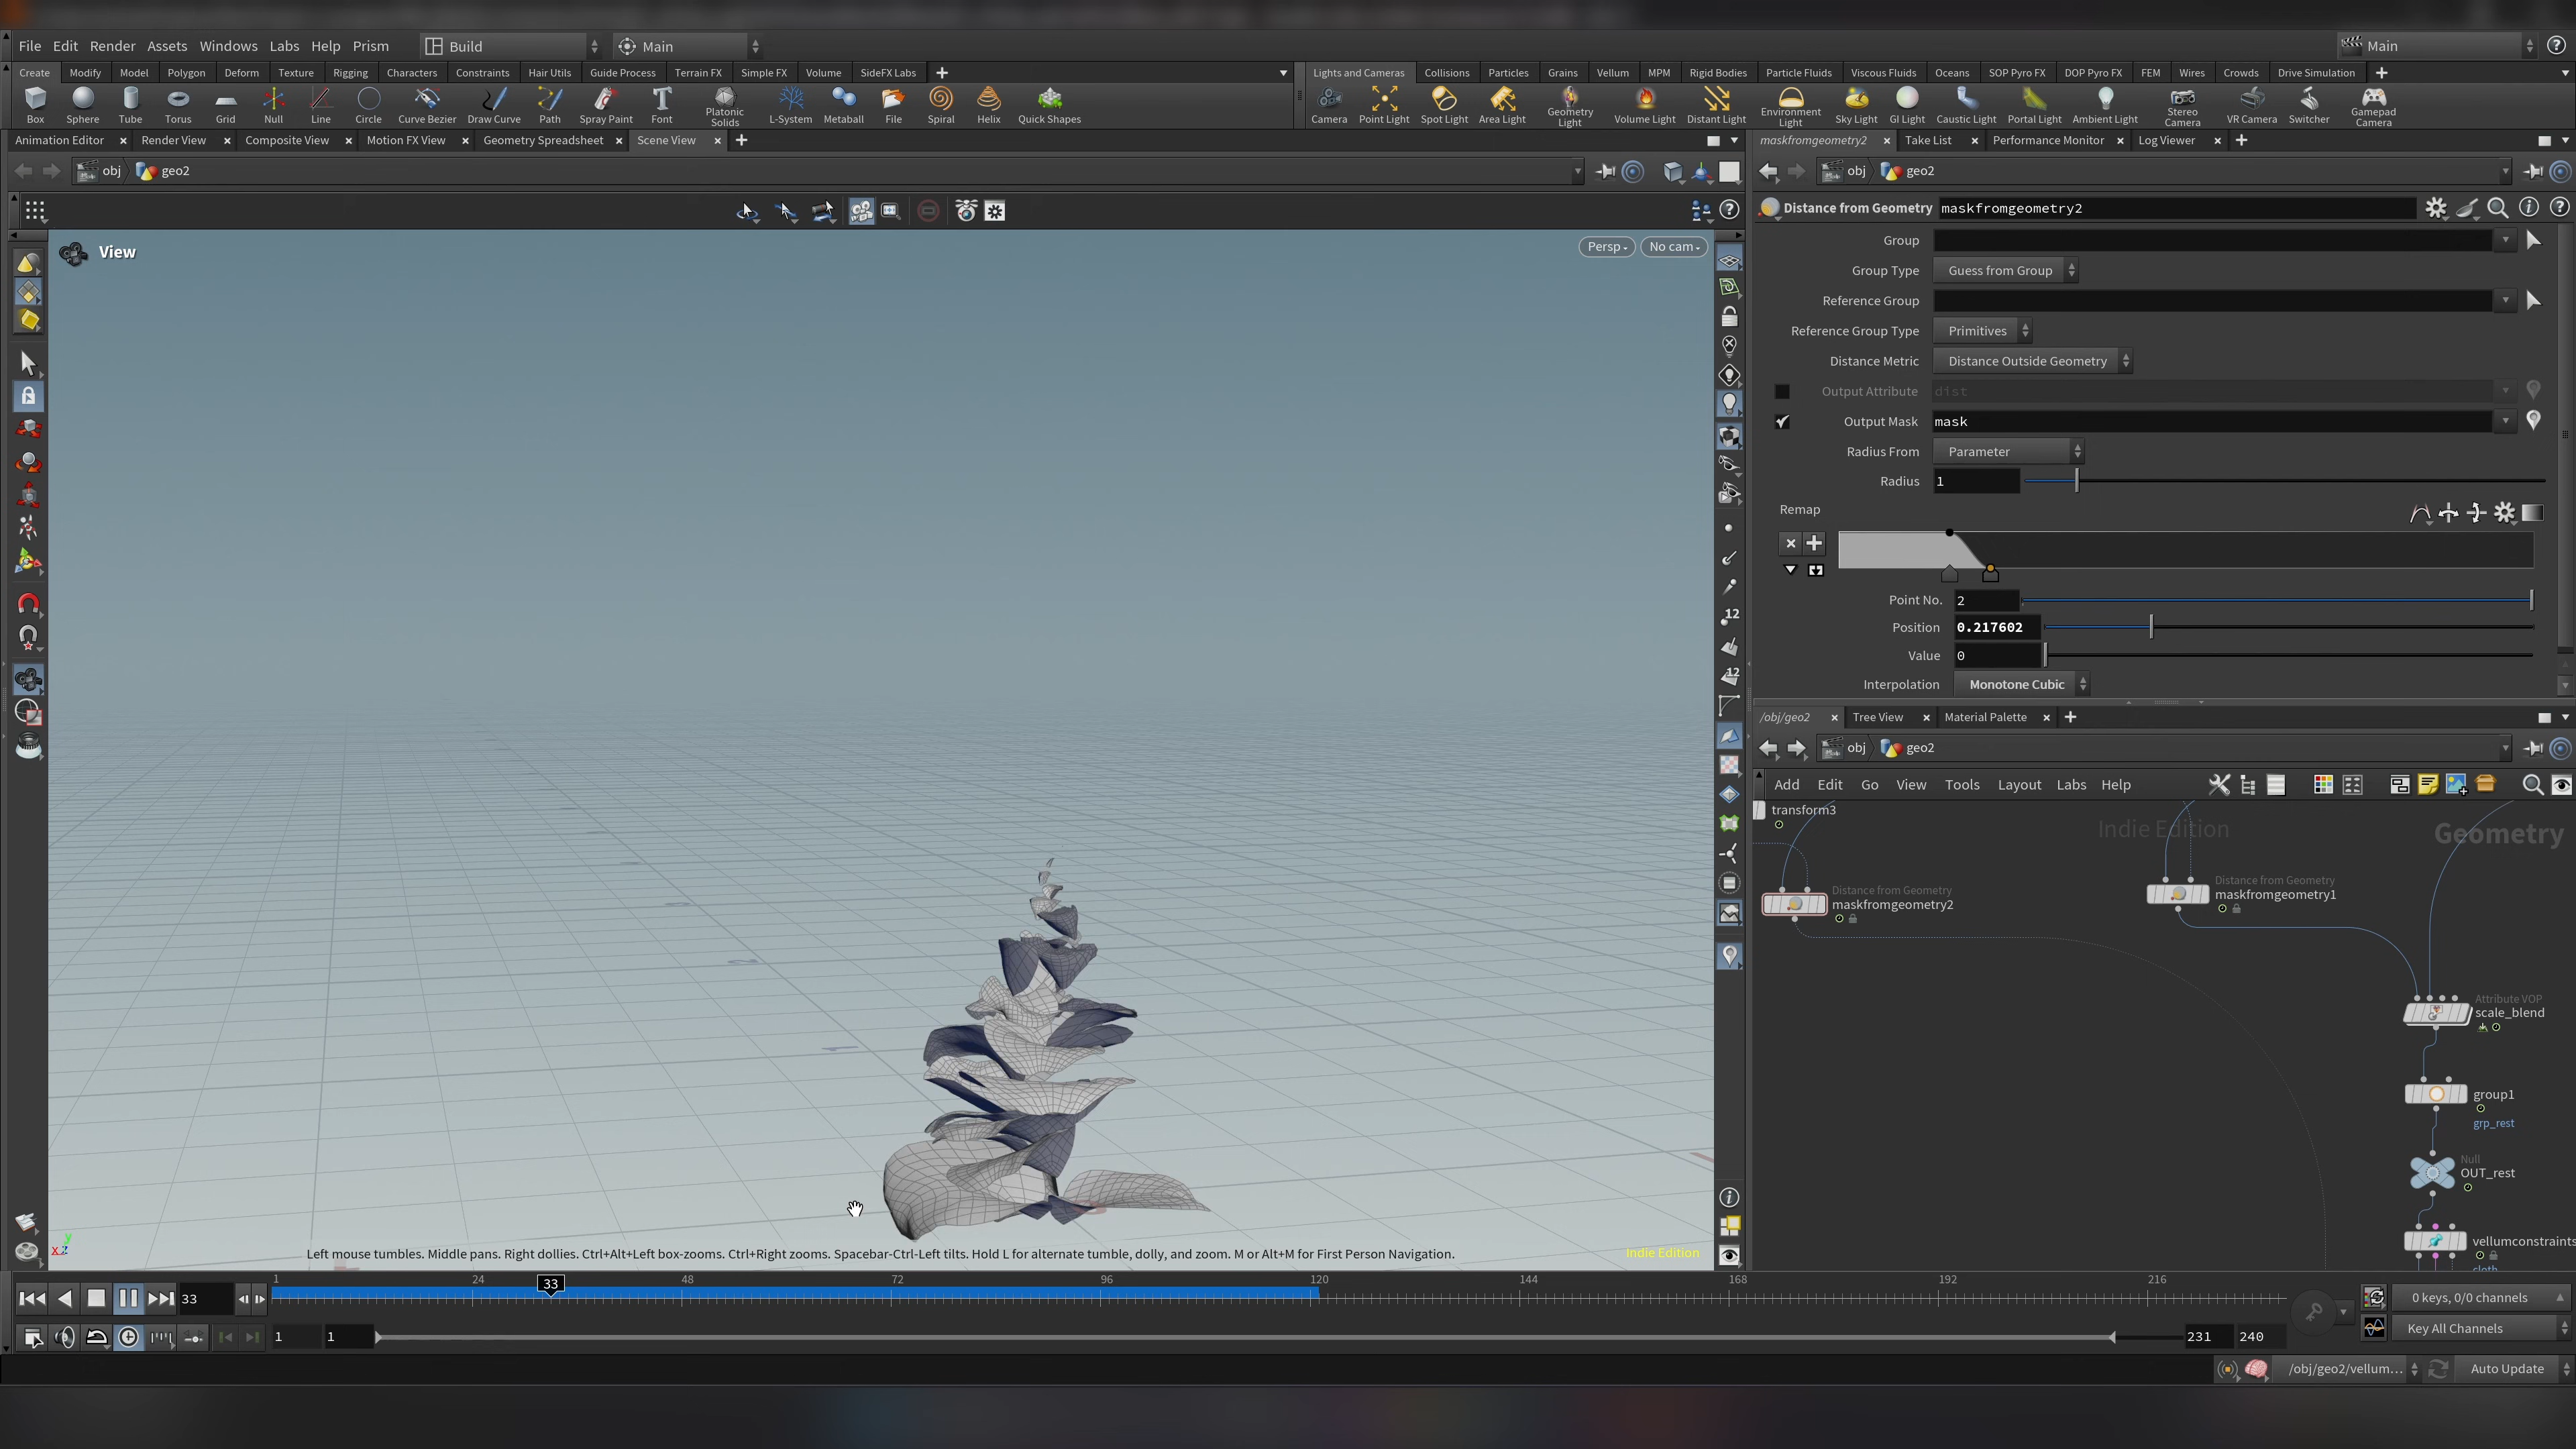 File Edit Render Assets Windows Labs Help Prism Build Main Main
Create Modify Model Polygon Deform Texture Rigging Characters Constraints Hair Utils Guide Process Terrain FX Simple FX Volume SideFX Labs
Lights and Cameras Collisions Particles Grains Vellum MPM Rigid Bodies Particle Fluids Viscous Fluids Oceans SOP Pyro FX DOP Pyro FX FEM Wires Crowds Drive Simulation
Box Sphere Tube Torus Grid Null Line Circle Curve Bezier Draw Curve Path Spray Paint Font Platonic Solids L-System Metaball File Spiral Helix Quick Shapes
Camera Point Light Spot Light Area Light Geometry Light Volume Light Distant Light Environment Light Sky Light GI Light Caustic Light Portal Light Ambient Light Stereo Camera VR Camera Switcher Gamepad Camera
Animation Editor Render View Composite View Motion FX View Geometry Spreadsheet Scene View
maskfromgeometry2 Take List Performance Monitor Log Viewer
obj geo2
obj geo2
Distance from Geometry maskfromgeometry2
View
Persp No cam
Group
Group Type Guess from Group
Reference Group
Reference Group Type Primitives
Distance Metric Distance Outside Geometry
Output Attribute dist
Output Mask mask
Radius From Parameter
Radius 1
Remap
Point No. 2
Position 0.217602
Value 0
Interpolation Monotone Cubic
/obj/geo2 Tree View Material Palette
obj geo2
Add Edit Go View Tools Layout Labs Help
transform3
Indie Edition
Geometry
Distance from Geometry
maskfromgeometry2
Distance from Geometry
maskfromgeometry1
Attribute VOP
scale_blend
group1
grp_rest
Null
OUT_rest
vellumconstraints
cloth
12
12
Left mouse tumbles. Middle pans. Right dollies. Ctrl+Alt+Left box-zooms. Ctrl+Right zooms. Spacebar-Ctrl-Left tilts. Hold L for alternate tumble, dolly, and zoom. M or Alt+M for First Person Navigation.
Indie Edition
x z y
33 1 24 33 48 72 96 120 144 168 192 216
0 keys, 0/0 channels
1 1 231 240
Key All Channels
/obj/geo2/vellum... Auto Update